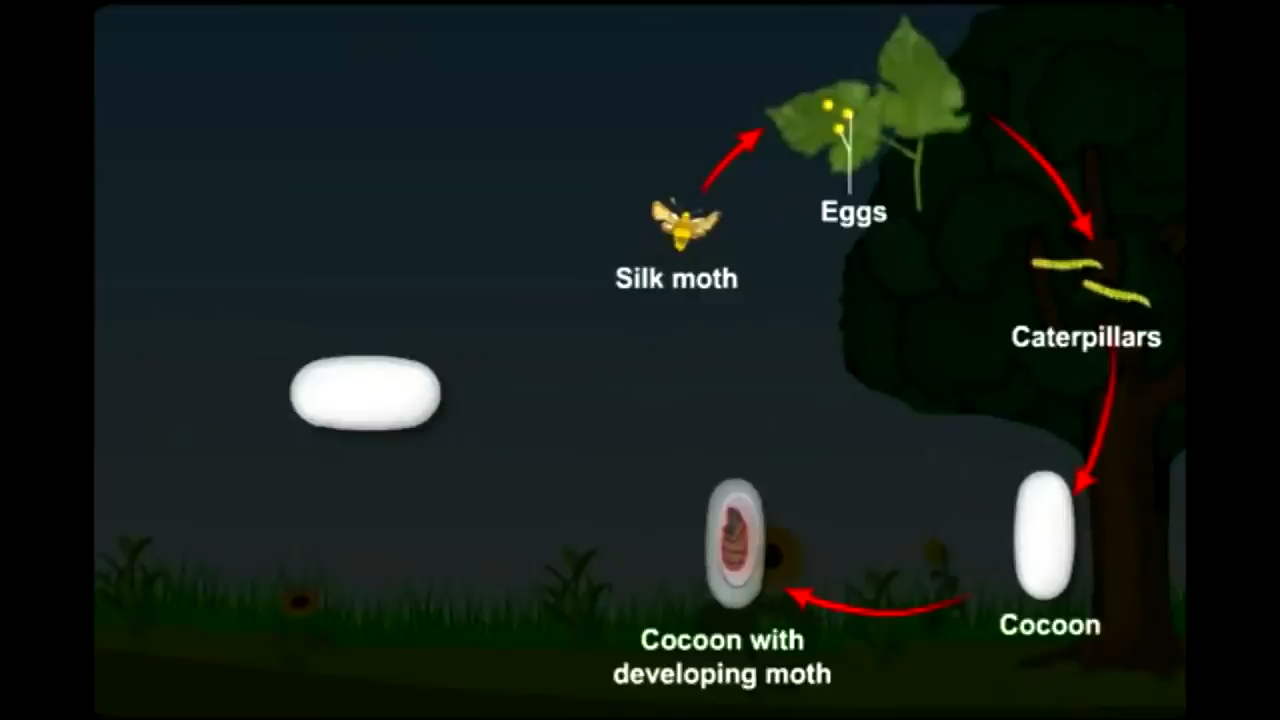 Eggs
Silk moth
Caterpillars
Cocoon
Cocoon with
developing moth